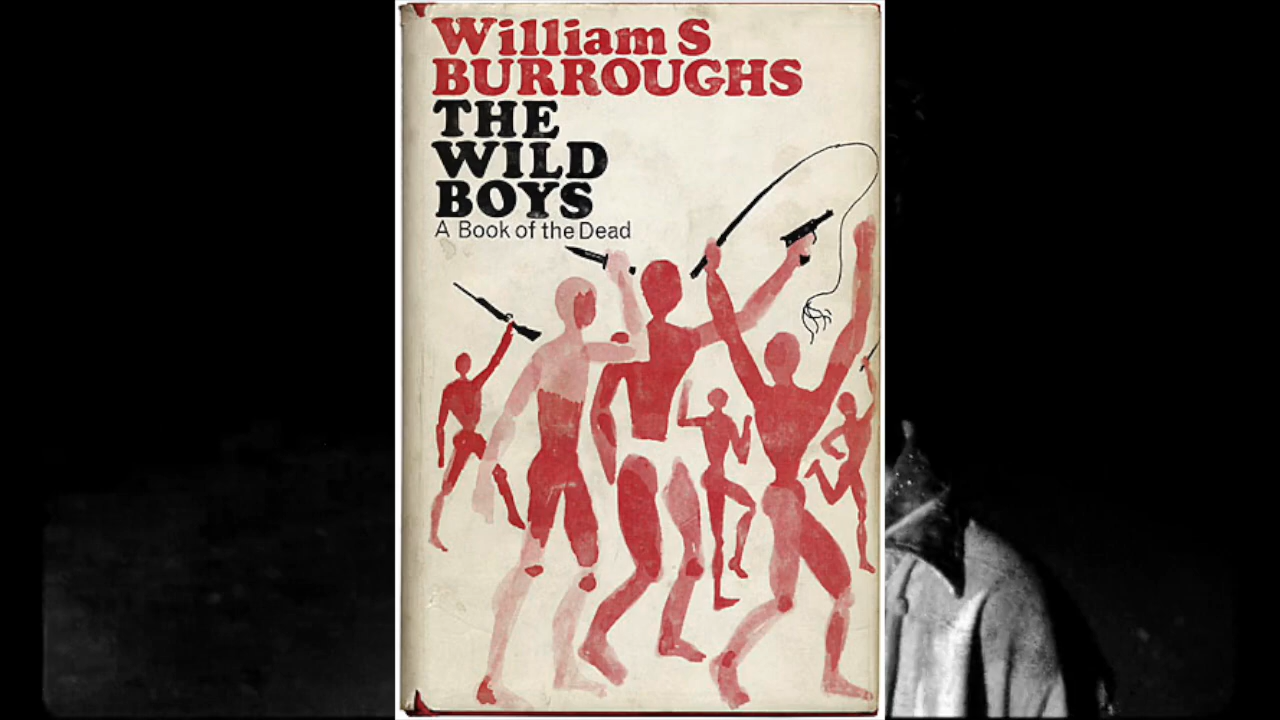 William S
BURROUGHS
THE
WILD
BOYS
A Book of the Dead